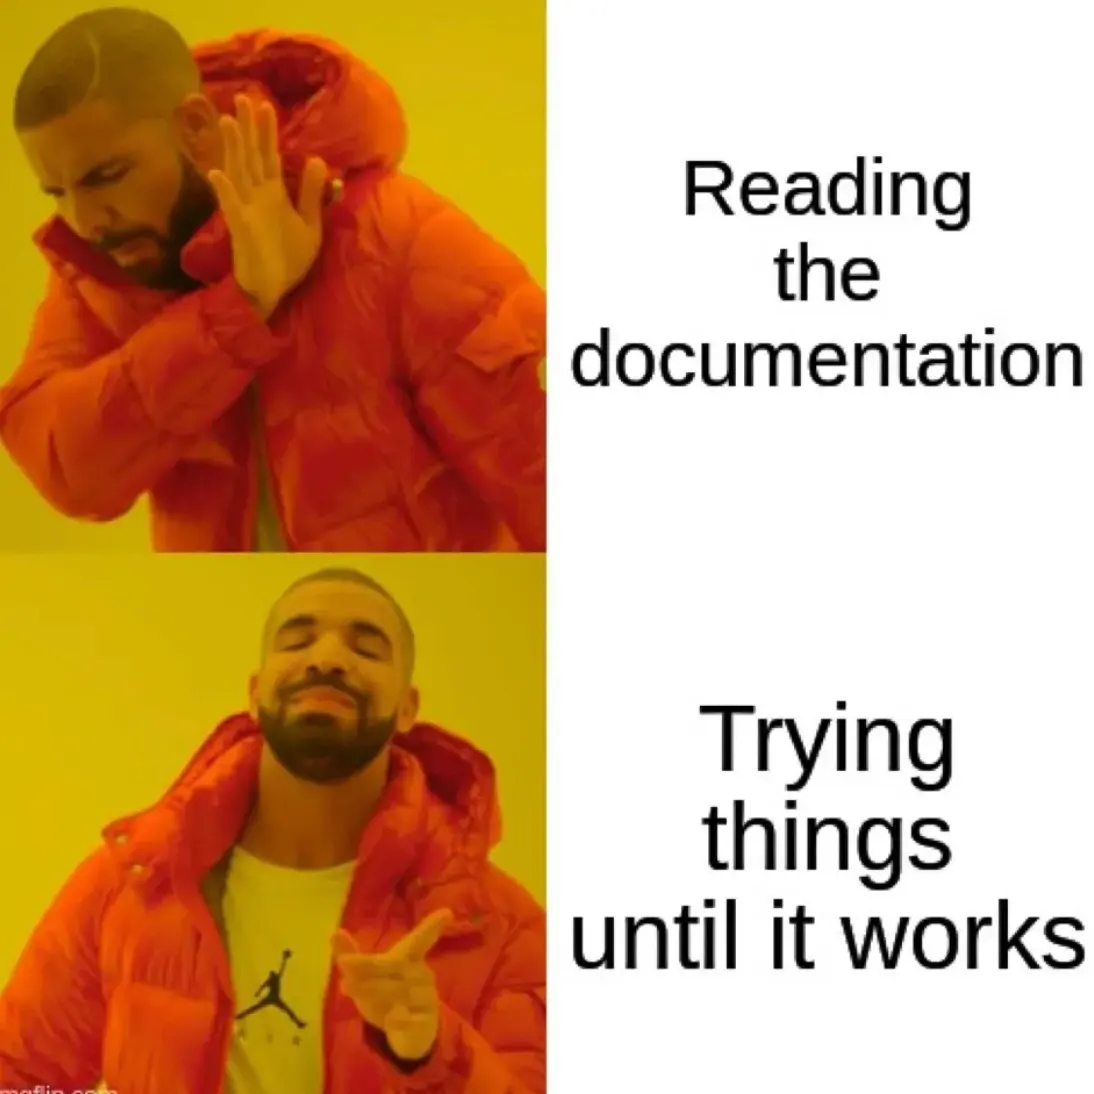 Reading
the
documentation
Trying
things
until it works